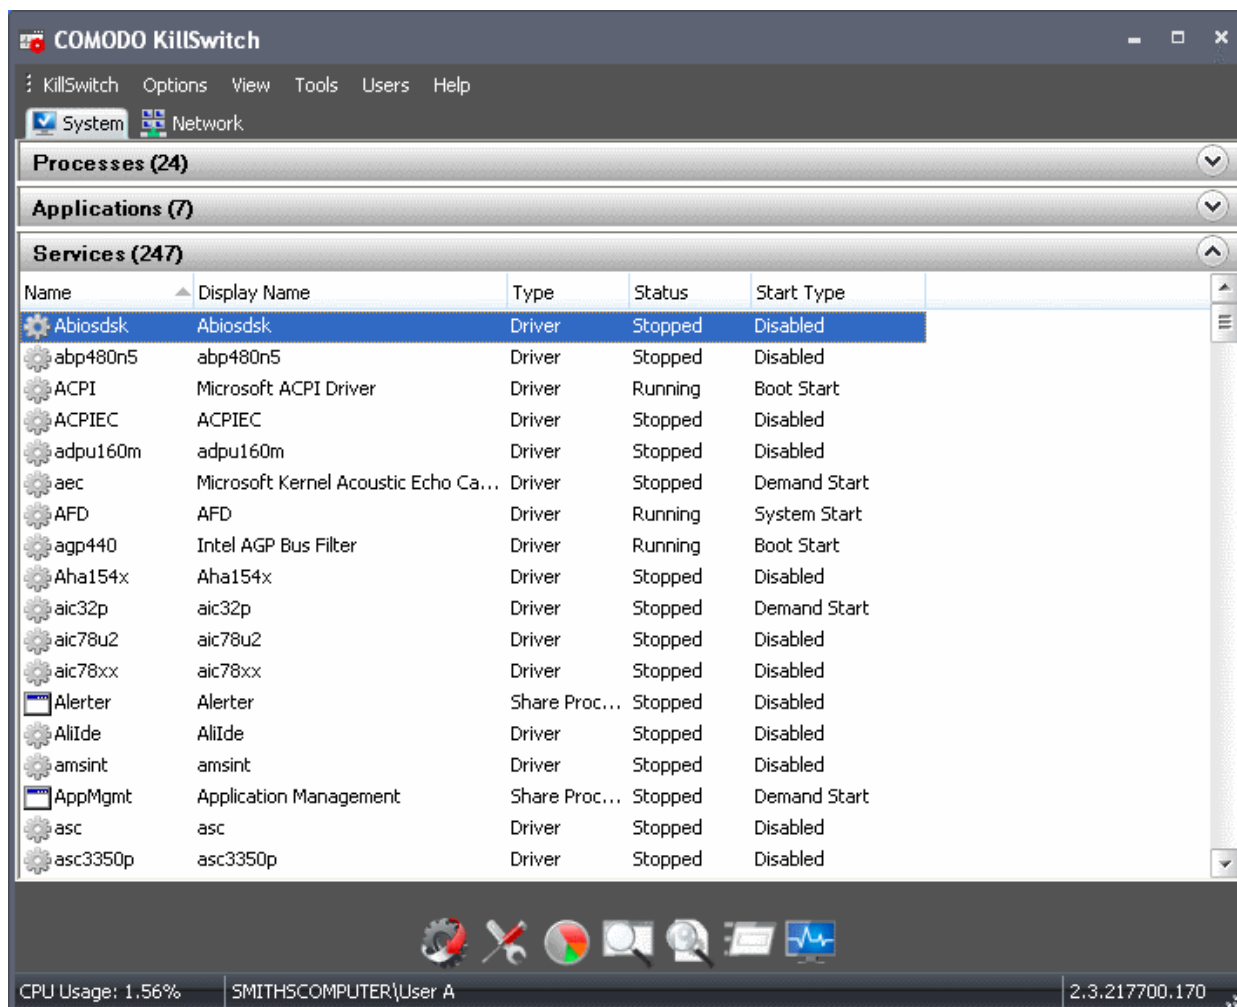 COMODO KillSwitch
KillSwitch Options View Tools Users Help
System Network
Processes (24)
Applications (7)
Services (247)
Name Display Name Type Status Start Type
Abiosdsk Abiosdsk Driver Stopped Disabled
abp480n5 abp480n5 Driver Stopped Disabled
ACPI Microsoft ACPI Driver Driver Running Boot Start
ACPIEC ACPIEC Driver Stopped Disabled
adpu160m adpu160m Driver Stopped Disabled
aec Microsoft Kernel Acoustic Echo Ca... Driver Stopped Demand Start
AFD AFD Driver Running System Start
agp440 Intel AGP Bus Filter Driver Running Boot Start
Aha154x Aha154x Driver Stopped Disabled
aic32p aic32p Driver Stopped Demand Start
aic78u2 aic78u2 Driver Stopped Disabled
aic78xx aic78xx Driver Stopped Disabled
Alerter Alerter Share Proc... Stopped Disabled
AliIde AliIde Driver Stopped Disabled
amsint amsint Driver Stopped Disabled
AppMgmt Application Management Share Proc... Stopped Demand Start
asc asc Driver Stopped Disabled
asc3350p asc3350p Driver Stopped Disabled
CPU Usage: 1.56% SMITHSCOMPUTER\User A 2.3.217700.170